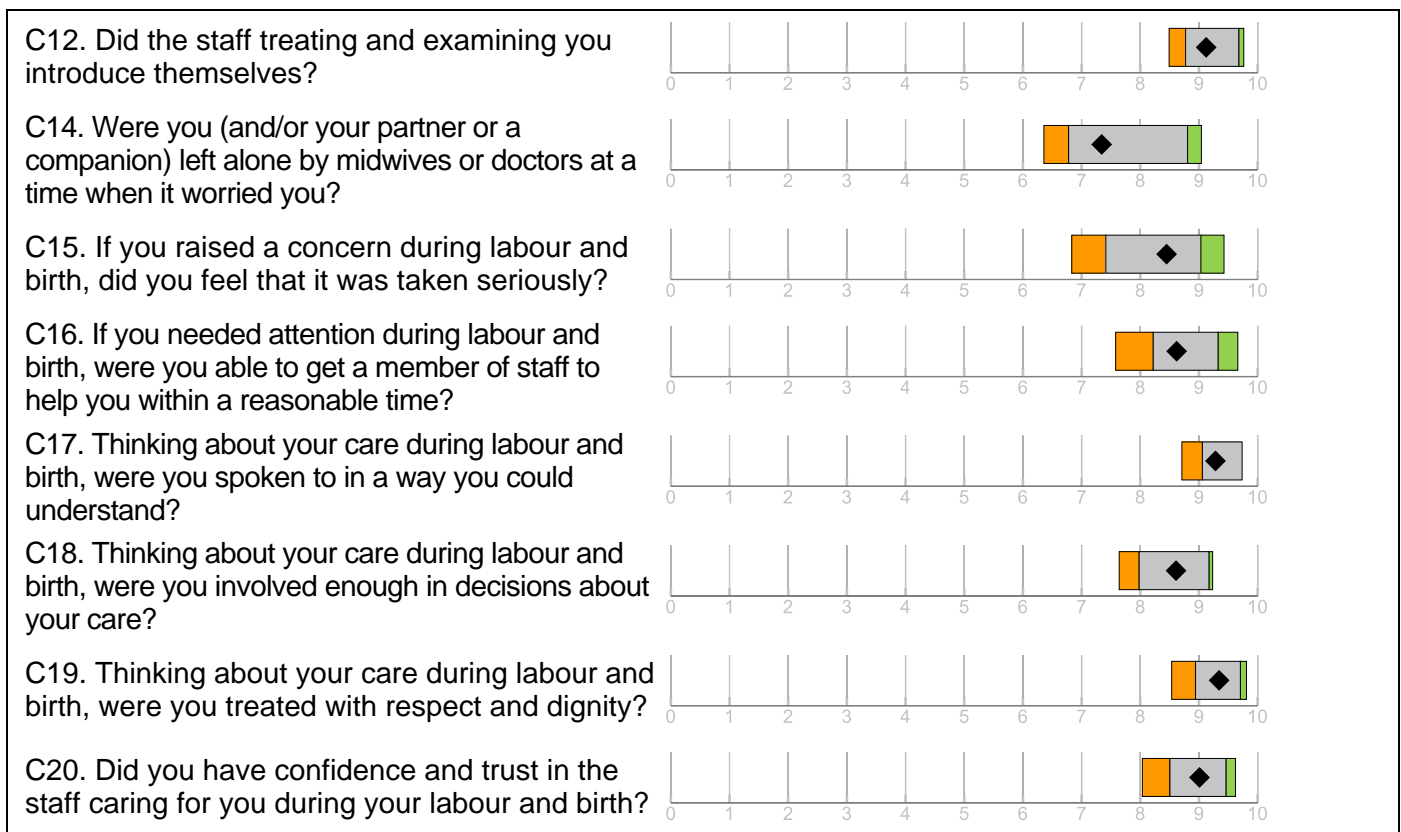 C12. Did the staff treating and examining you
introduce themselves?
0 1 2 3 4 5 6 7 8 9 10
C14. Were you (and/or your partner or a
companion) left alone by midwives or doctors at a
time when it worried you?
0 1 2 3 4 5 6 7 8 9 10
C15. If you raised a concern during labour and
birth, did you feel that it was taken seriously?
0 1 2 3 4 5 6 7 8 9 10
C16. If you needed attention during labour and
birth, were you able to get a member of staff to
help you within a reasonable time?
0 1 2 3 4 5 6 7 8 9 10
C17. Thinking about your care during labour and
birth, were you spoken to in a way you could
understand?
0 1 2 3 4 5 6 7 8 9 10
C18. Thinking about your care during labour and
birth, were you involved enough in decisions about
your care?
0 1 2 3 4 5 6 7 8 9 10
C19. Thinking about your care during labour and
birth, were you treated with respect and dignity?
0 1 2 3 4 5 6 7 8 9 10
C20. Did you have confidence and trust in the
staff caring for you during your labour and birth?
0 1 2 3 4 5 6 7 8 9 10